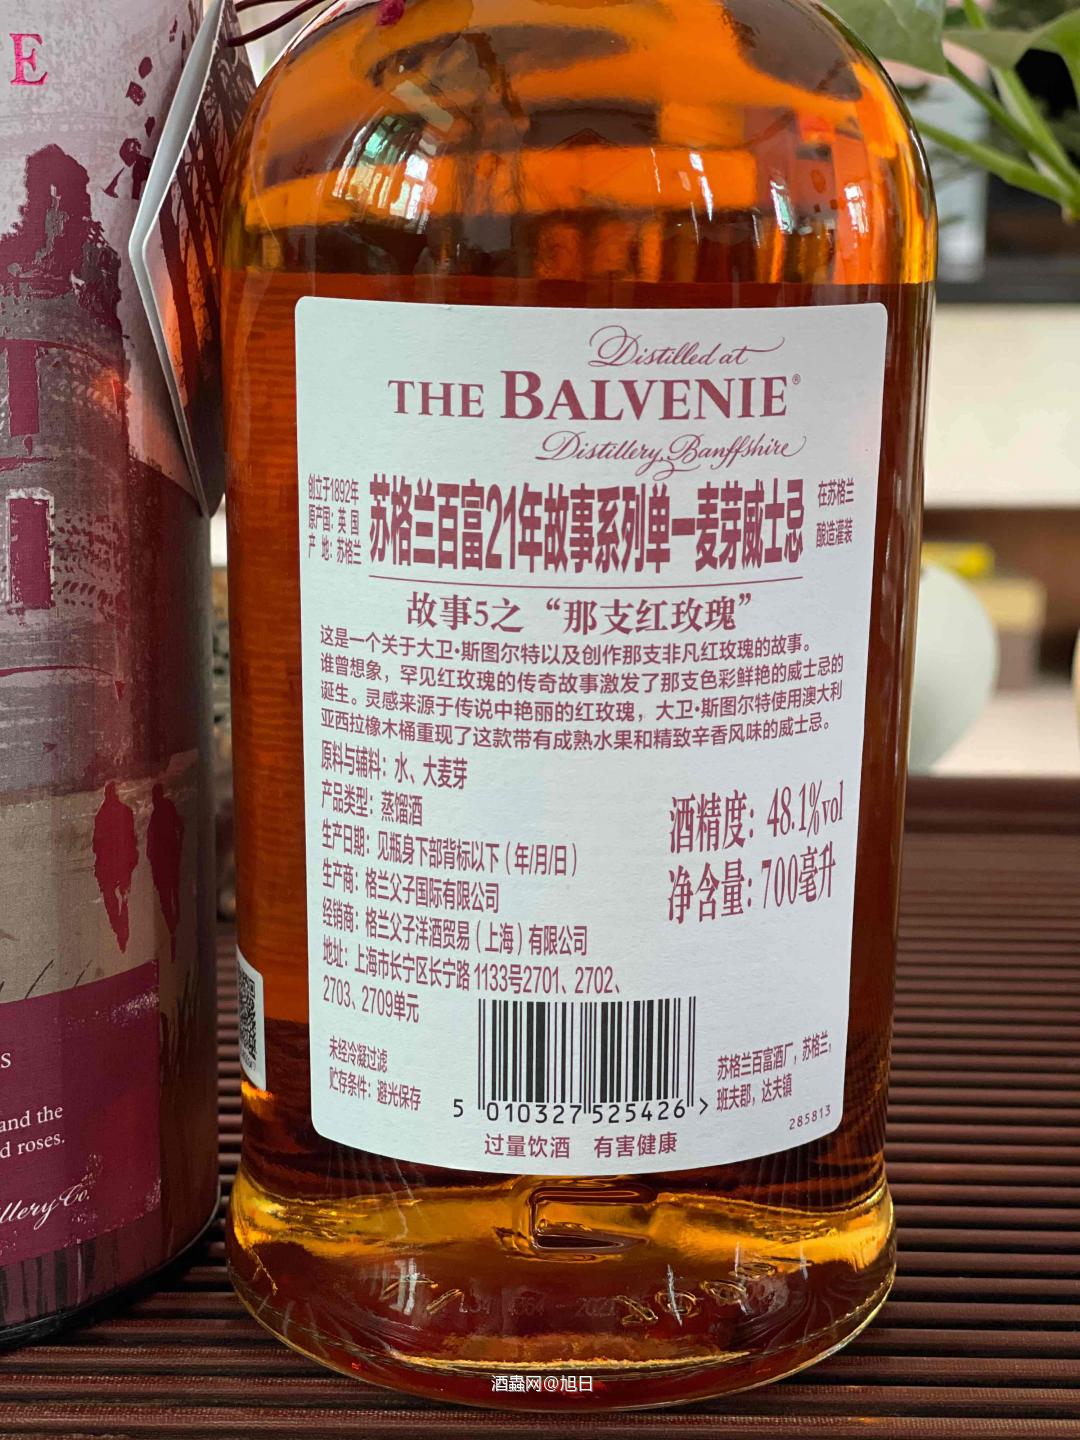 E
Distilled at
THE BALVENIE®
Distillery, Banffshire
创立于1892年
原产国：英国
产 地：苏格兰
苏格兰百富21年故事系列单一麦芽威士忌
在苏格兰
酿造灌装
故事5之“那支红玫瑰”
这是一个关于大卫•斯图尔特以及创作那支非凡红玫瑰的故事。
谁曾想象，罕见红玫瑰的传奇故事激发了那支色彩鲜艳的威士忌的
诞生。灵感来源于传说中艳丽的红玫瑰，大卫•斯图尔特使用澳大利
亚西拉橡木桶重现了这款带有成熟水果和精致辛香风味的威士忌。
原料与辅料：水、大麦芽
产品类型：蒸馏酒
生产日期：见瓶身下部背标以下（年/月/日）
生产商：格兰父子国际有限公司
经销商：格兰父子洋酒贸易（上海）有限公司
地址：上海市长宁区长宁路1133号2701、2702、
2703、2709单元
酒精度：48.1%vol
净含量：700毫升
未经冷凝过滤
贮存条件：避光保存
5 010327 525426 >
苏格兰百富酒厂，苏格兰，
班夫郡，达夫镇
285813
过量饮酒 有害健康
and the
d roses.
llery Co.
酒蟲网@旭日